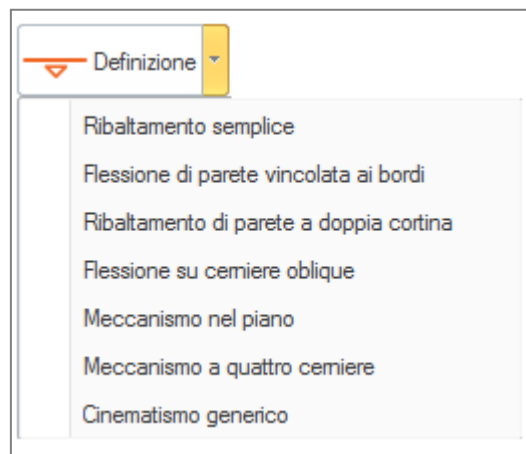 Definizione
Ribaltamento semplice
Flessione di parete vincolata ai bordi
Ribaltamento di parete a doppia cortina
Flessione su cerniere oblique
Meccanismo nel piano
Meccanismo a quattro cerniere
Cinematismo generico